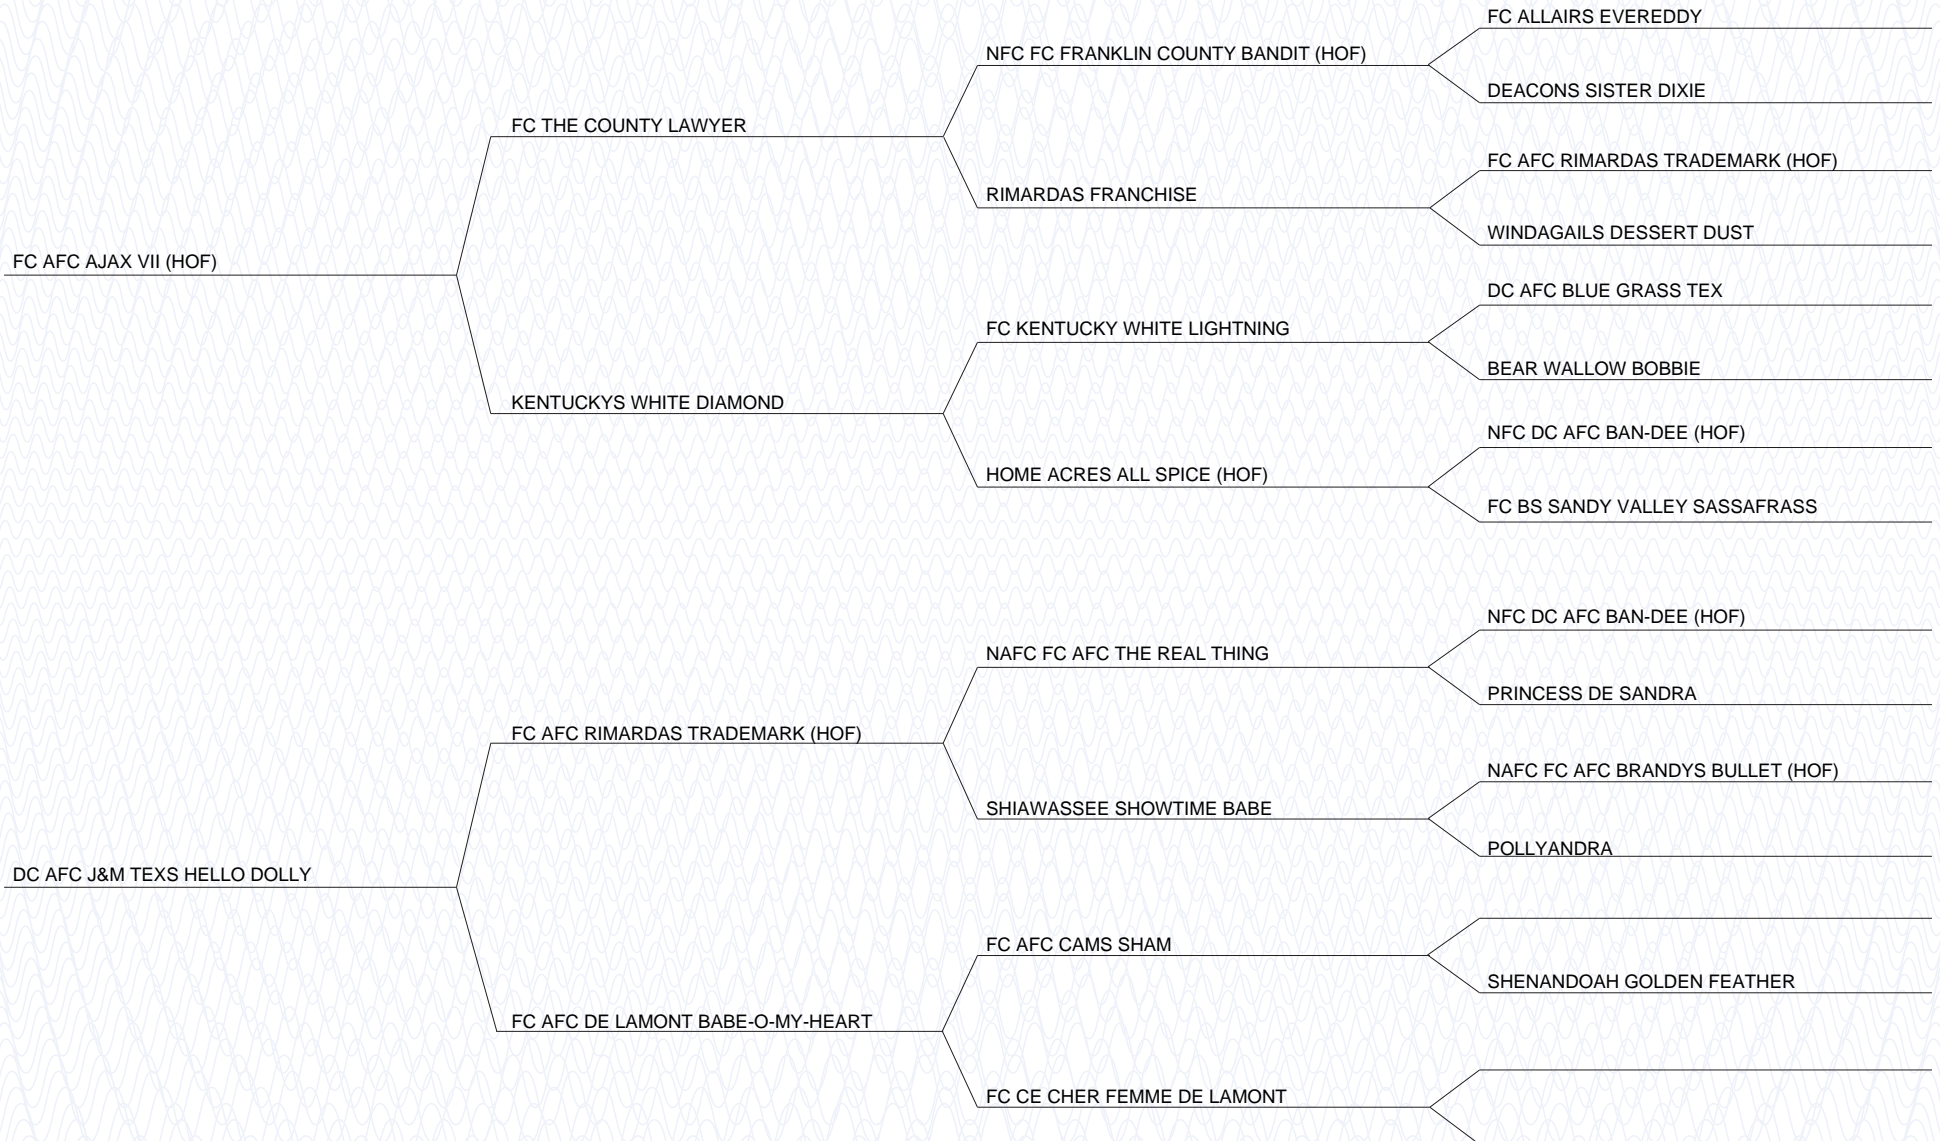 FC ALLAIRS EVEREDDY
NFC FC FRANKLIN COUNTY BANDIT (HOF)
DEACONS SISTER DIXIE
FC THE COUNTY LAWYER
FC AFC RIMARDAS TRADEMARK (HOF)
RIMARDAS FRANCHISE
WINDAGAILS DESSERT DUST
FC AFC AJAX VII (HOF)
DC AFC BLUE GRASS TEX
FC KENTUCKY WHITE LIGHTNING
BEAR WALLOW BOBBIE
KENTUCKYS WHITE DIAMOND
NFC DC AFC BAN-DEE (HOF)
HOME ACRES ALL SPICE (HOF)
FC BS SANDY VALLEY SASSAFRASS
NFC DC AFC BAN-DEE (HOF)
NAFC FC AFC THE REAL THING
PRINCESS DE SANDRA
FC AFC RIMARDAS TRADEMARK (HOF)
NAFC FC AFC BRANDYS BULLET (HOF)
SHIAWASSEE SHOWTIME BABE
POLLYANDRA
DC AFC J&M TEXS HELLO DOLLY
FC AFC CAMS SHAM
SHENANDOAH GOLDEN FEATHER
FC AFC DE LAMONT BABE-O-MY-HEART
FC CE CHER FEMME DE LAMONT